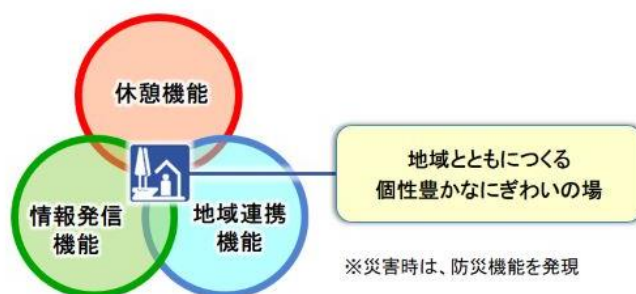 休憩機能
情報発信
機能
地域連携
機能
地域とともにつくる
個性豊かなにぎわいの場
※災害時は、防災機能を発現